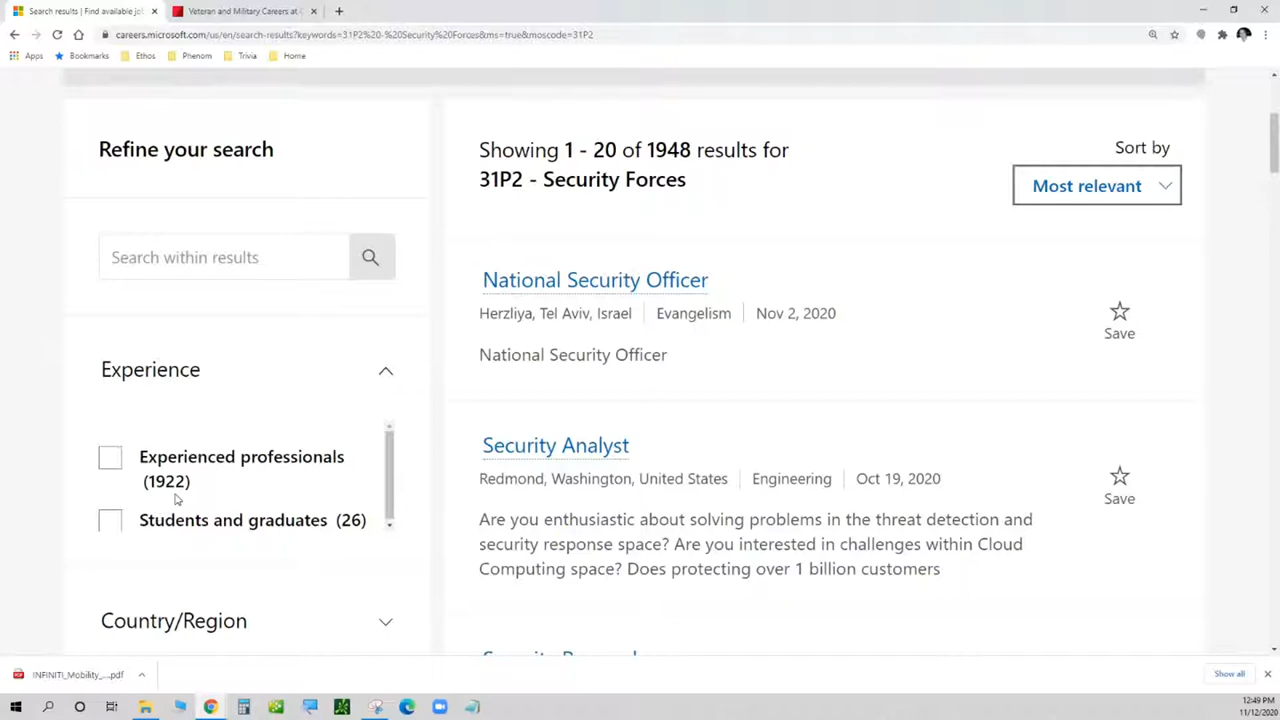 Search results | Find available jo
Veteran and Military Careers at
careers.microsoft.com/us/en/search-results?keywords=31P2%20-%20Security%20Forces&ms=true&moscode=31P2
Apps
Bookmarks
Ethos
Phenom
Trivia
Home
Refine your search
Search within results
Experience
Experienced professionals
(1922)
Students and graduates (26)
Country/Region
Showing 1 - 20 of 1948 results for
31P2 - Security Forces
Sort by
Most relevant
National Security Officer
Herzliya, Tel Aviv, Israel
Evangelism
Nov 2, 2020
National Security Officer
Save
Security Analyst
Redmond, Washington, United States
Engineering
Oct 19, 2020
Are you enthusiastic about solving problems in the threat detection and
security response space? Are you interested in challenges within Cloud
Computing space? Does protecting over 1 billion customers
Save
INFINITI_Mobility_....pdf
Show all
12:49 PM
11/12/2020